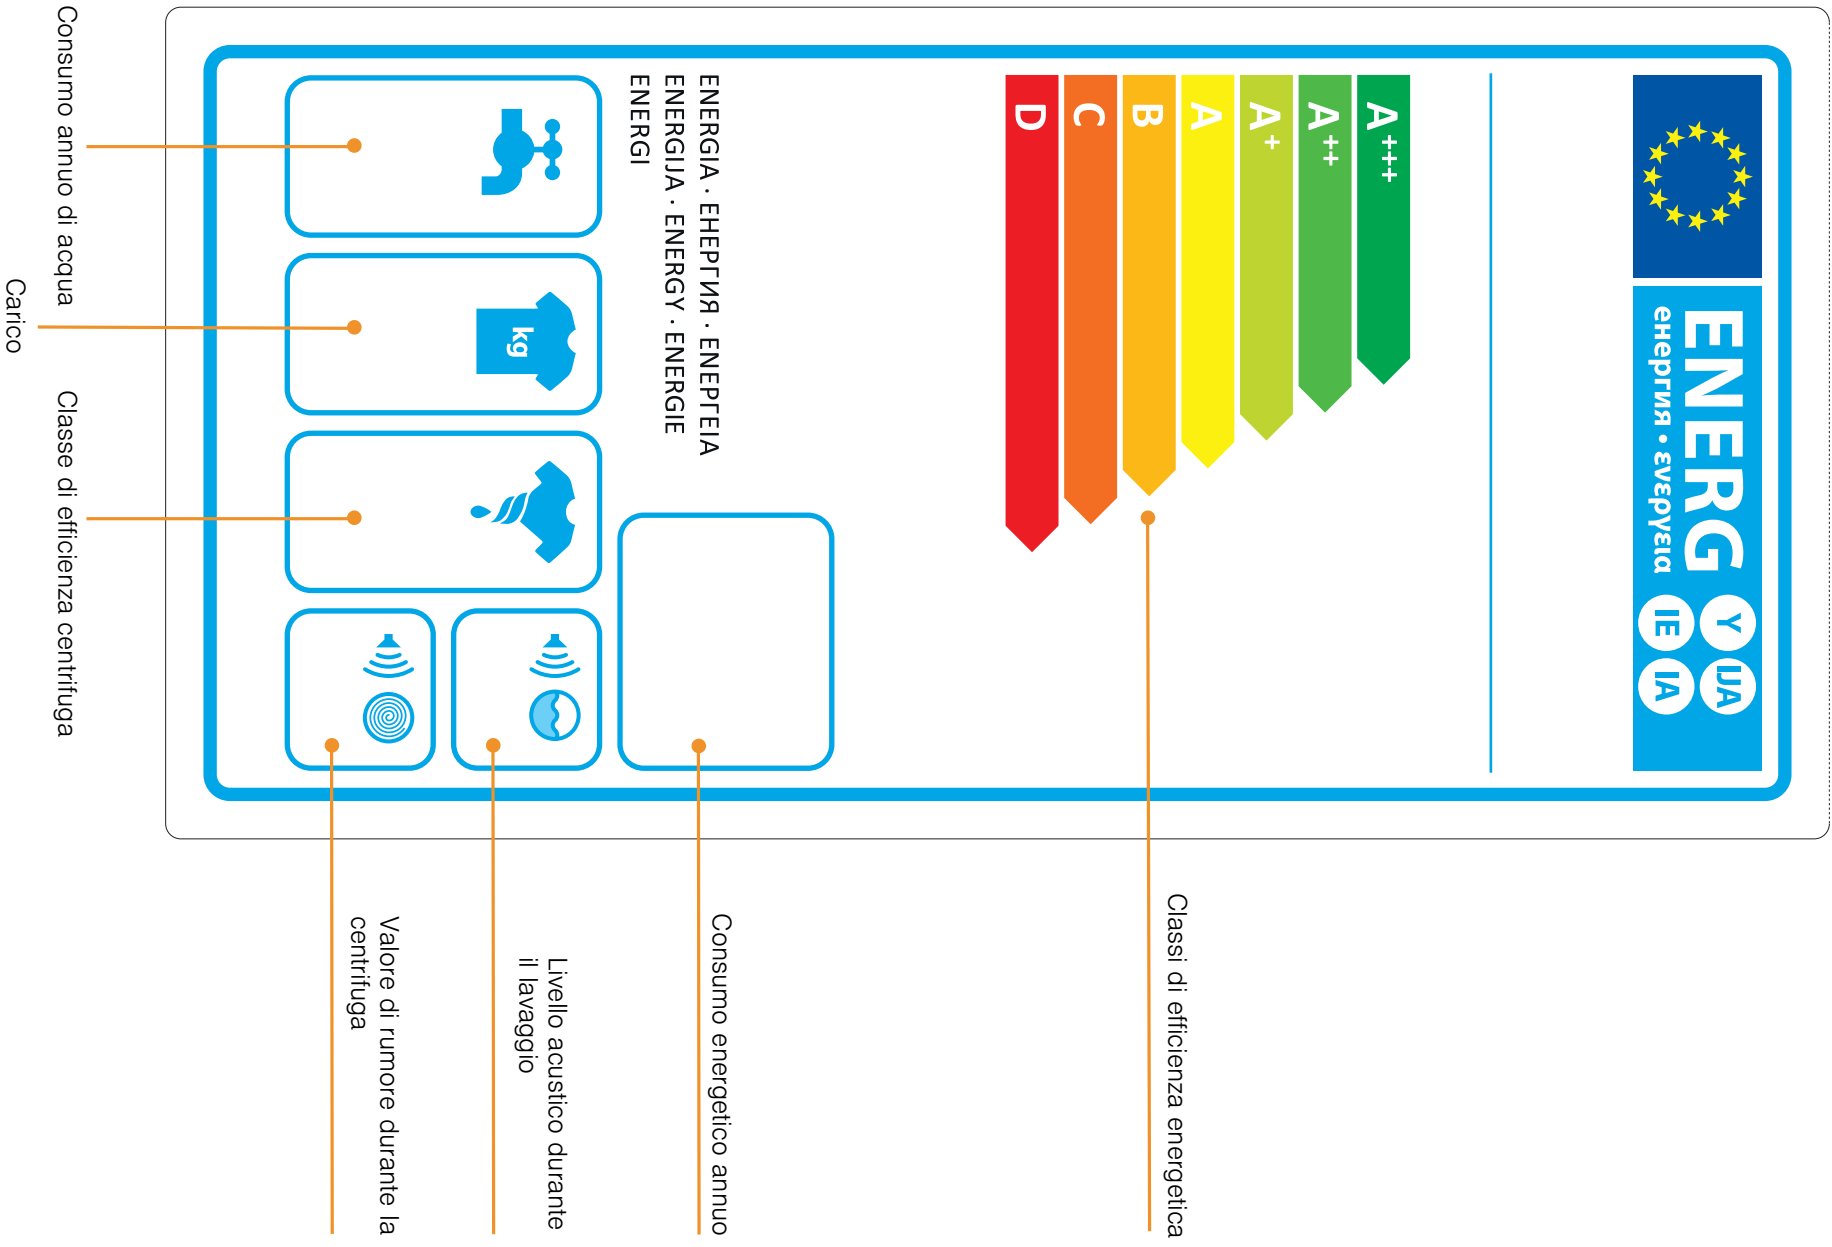 ENERG
енергия • ενεργεια
Y
IJA
IE
IA
A+++
A++
A+
A
B
C
D
Classi di efficienza energetica
ENERGIA · ЕНЕРГИЯ · ΕΝΕΡΓΕΙΑ
ENERGIJA · ENERGY · ENERGIE
ENERGI
Consumo energetico annuo
Livello acustico durante
il lavaggio
Valore di rumore durante la
centrifuga
kg
Consumo annuo di acqua
Carico
Classe di efficienza centrifuga